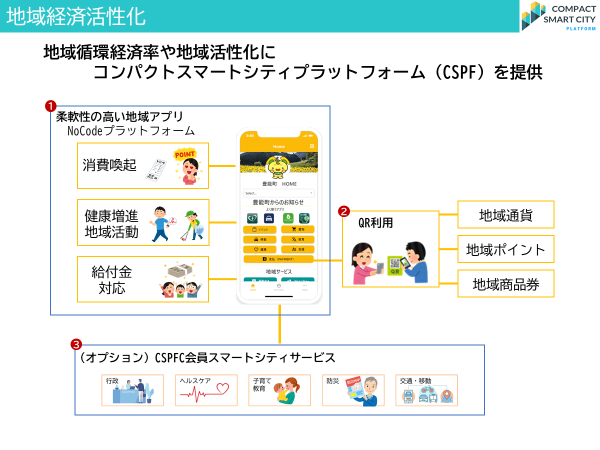 地域経済活性化
COMPACT
SMART CITY
PLATFORM
地域循環経済率や地域活性化に
コンパクトスマートシティプラットフォーム（CSPF）を提供
1
柔軟性の高い地域アプリ
NoCodeプラットフォーム
消費喚起
POINT
健康増進
地域活動
給付金
対応
Home
豊能町 HOME
Select...
豊能町からのお知らせ
地域サービス
2
QR利用
地域通貨
地域ポイント
地域商品券
3
（オプション）CSPFC会員スマートシティサービス
行政
ヘルスケア
子育て
教育
防災
交通・移動